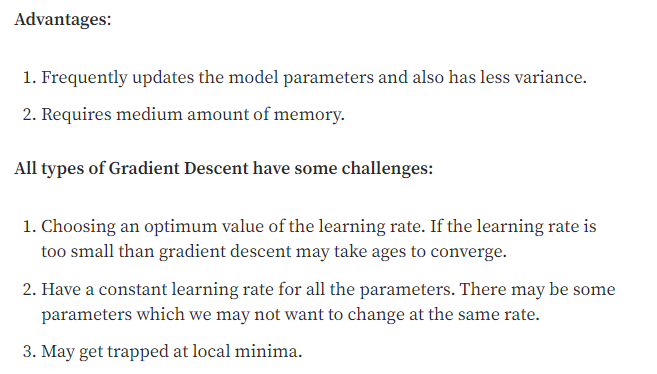 Advantages:
1. Frequently updates the model parameters and also has less variance.
2. Requires medium amount of memory.
All types of Gradient Descent have some challenges:
1. Choosing an optimum value of the learning rate. If the learning rate is
too small than gradient descent may take ages to converge.
2. Have a constant learning rate for all the parameters. There may be some
parameters which we may not want to change at the same rate.
3. May get trapped at local minima.